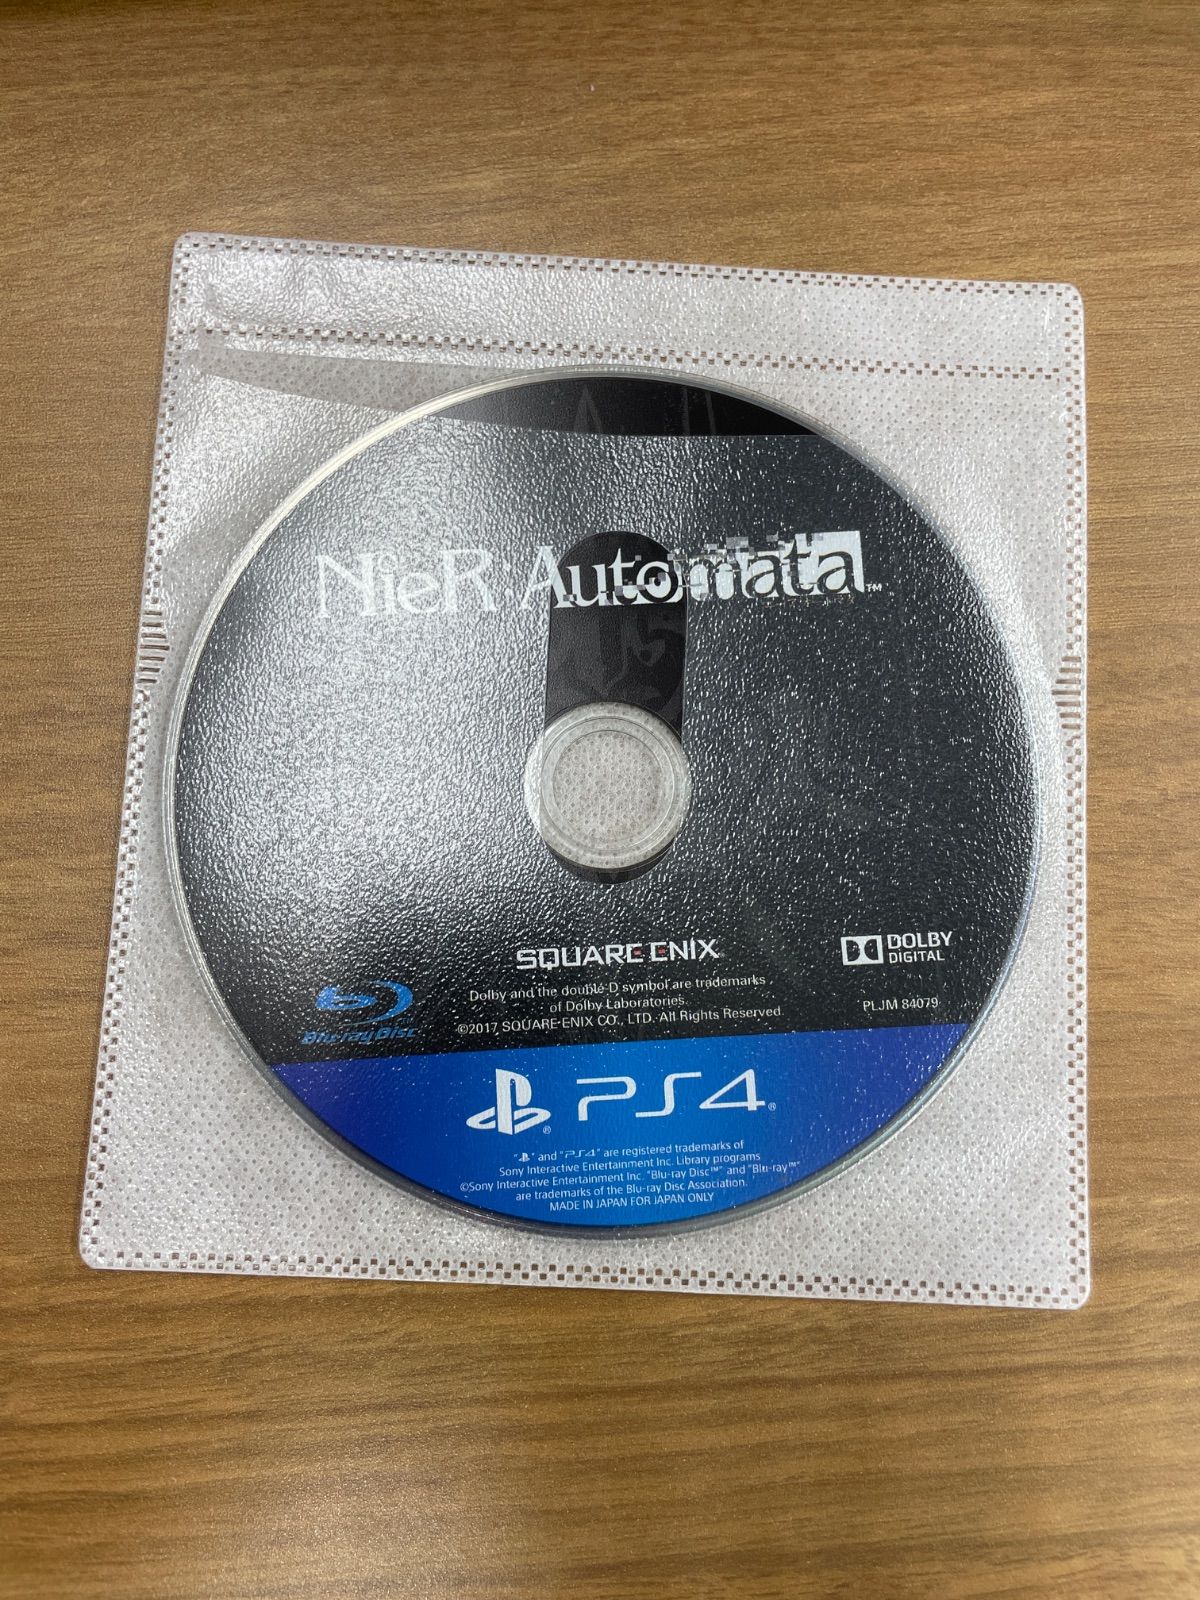 NieR:Automata™
SQUARE ENIX
DOLBY
DIGITAL
Dolby and the double-D symbol are trademarks
of Dolby Laboratories.
©2017 SQUARE ENIX CO., LTD. All Rights Reserved.
PLJM 84079
Blu-ray Disc
PS4®
" " and "PS4" are registered trademarks of
Sony Interactive Entertainment Inc. Library programs
©Sony Interactive Entertainment Inc. "Blu-ray Disc™" and "Blu-ray™"
are trademarks of the Blu-ray Disc Association.
MADE IN JAPAN FOR JAPAN ONLY